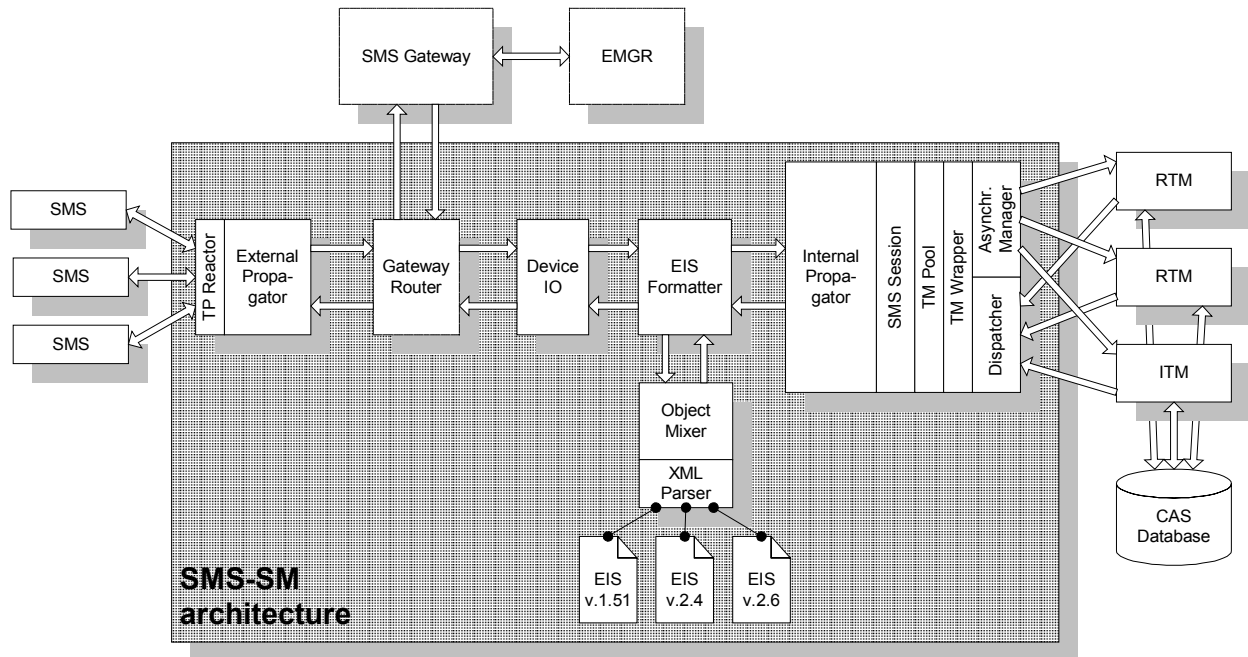 SMS Gateway
EMGR
SMS
SMS
SMS
TP Reactor
External
Propa-
gator
Gateway
Router
Device
IO
EIS
Formatter
Internal
Propa-
gator
SMS Session
TM Pool
TM Wrapper
Asynchr.
Manager
Dispatcher
RTM
RTM
ITM
Object
Mixer
XML
Parser
CAS
Database
EIS
v.1.51
EIS
v.2.4
EIS
v.2.6
SMS-SM
architecture